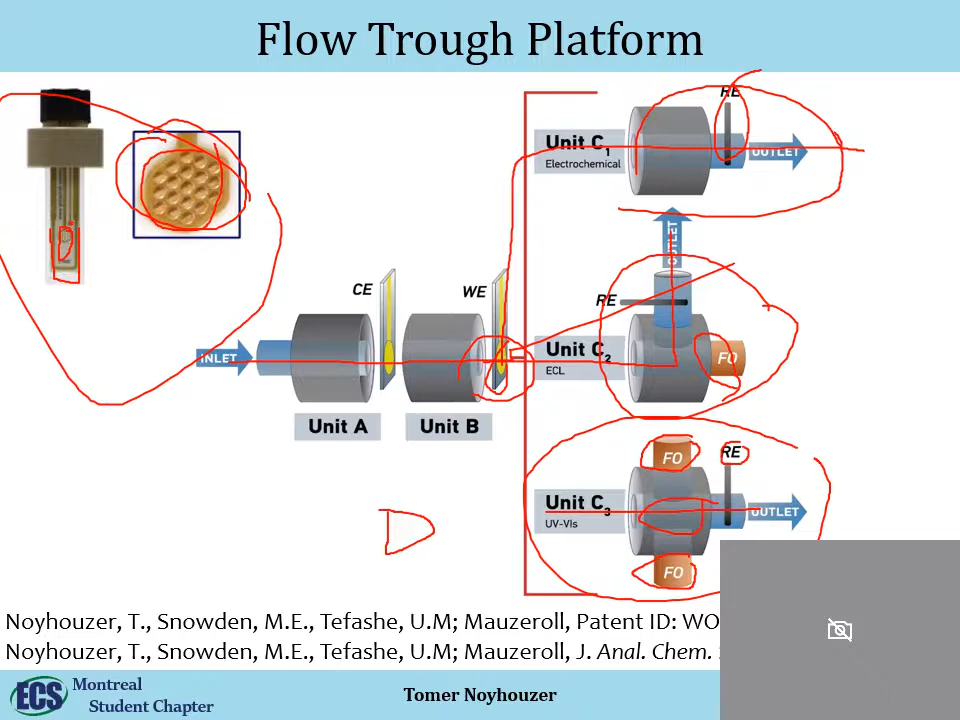 Flow Trough Platform
RE
Unit C1
Electrochemical
OUTLET
OUTLET
CE
WE
RE
INLET
Unit C2
ECL
FO
Unit A
Unit B
FO
RE
Unit C3
UV-Vis
OUTLET
FO
Noyhouzer, T., Snowden, M.E., Tefashe, U.M; Mauzeroll, Patent ID: WO
Noyhouzer, T., Snowden, M.E., Tefashe, U.M; Mauzeroll, J. Anal. Chem.
ECS Montreal
Student Chapter
Tomer Noyhouzer